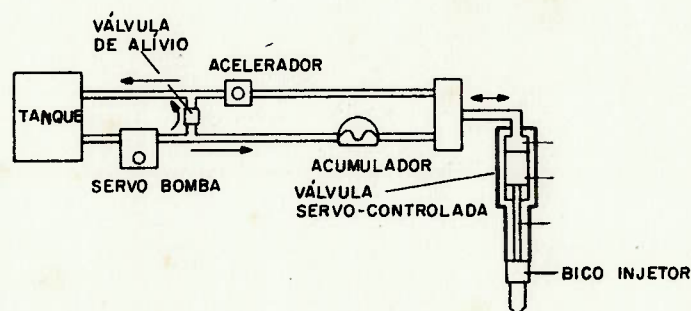 VÁLVULA
DE ALÍVIO
ACELERADOR
TANQUE
SERVO BOMBA
ACUMULADOR
VÁLVULA
SERVO-CONTROLADA
BICO INJETOR